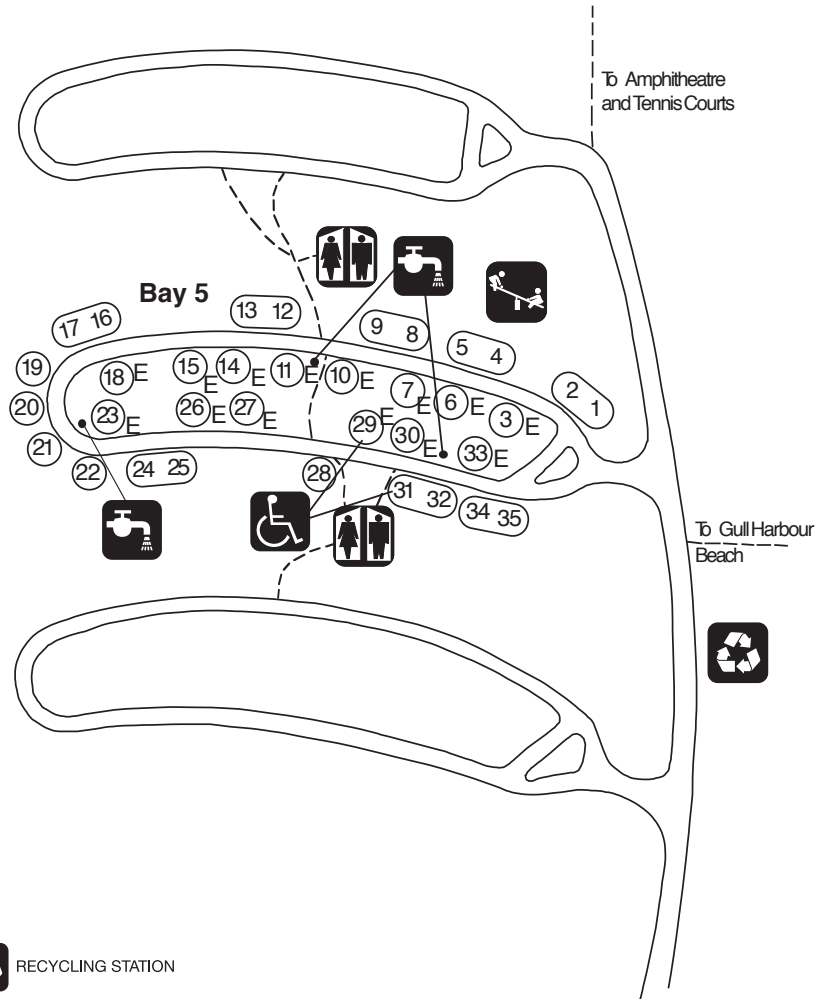 To Amphitheatre
and Tennis Courts
Bay 5
13 12
17 16
9 8
5 4
2
1
19
18 E
15 E
14 E
11 E
10 E
7 E
6 E
3 E
20
23 E
26 E
27 E
29 E
30 E
33 E
21
22
24 25
28
31 32
34 35
To Gull Harbour
Beach
RECYCLING STATION